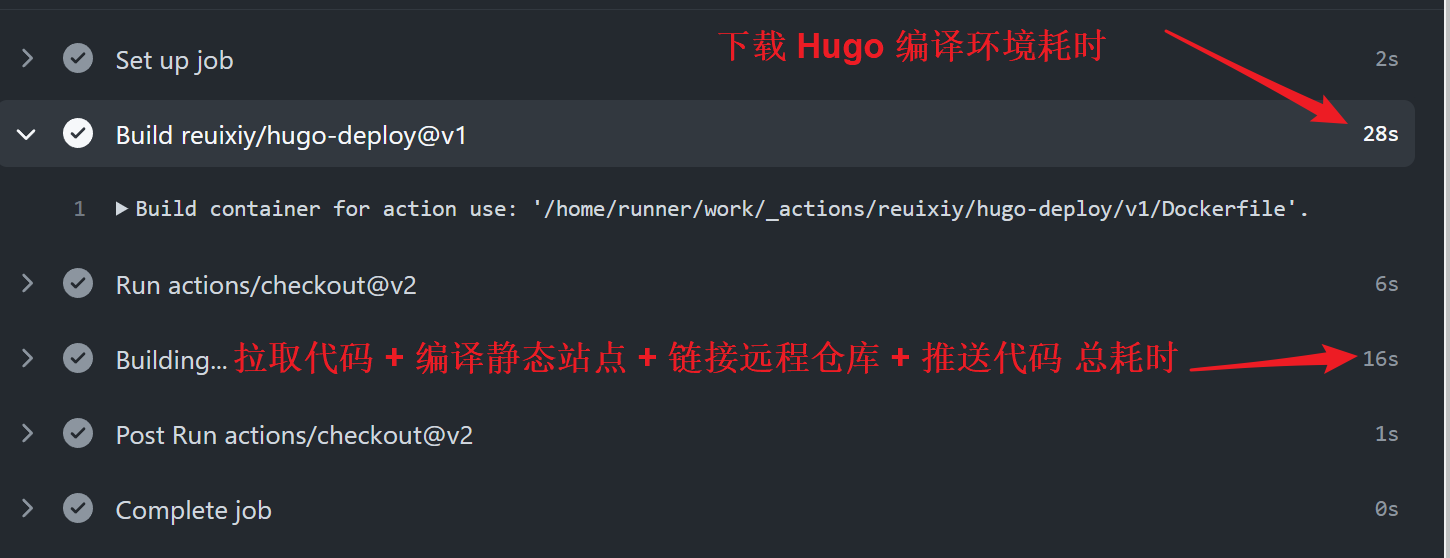 下载 Hugo 编译环境耗时
Set up job 2s
Build reuixiy/hugo-deploy@v1 28s
1 Build container for action use: '/home/runner/work/_actions/reuixiy/hugo-deploy/v1/Dockerfile'.
Run actions/checkout@v2 6s
Building... 拉取代码 + 编译静态站点 + 链接远程仓库 + 推送代码 总耗时 16s
Post Run actions/checkout@v2 1s
Complete job 0s